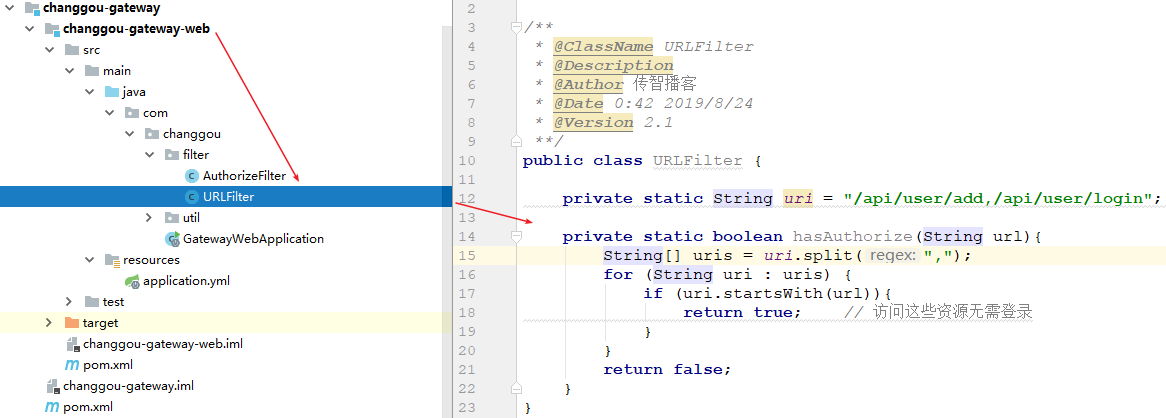 changgou-gateway
changgou-gateway-web
src
main
java
com
changgou
filter
AuthorizeFilter
URLFilter
util
GatewayWebApplication
resources
application.yml
test
target
changgou-gateway-web.iml
pom.xml
changgou-gateway.iml
pom.xml
2
3 /**
4 * @ClassName URLFilter
5 * @Description
6 * @Author 传智播客
7 * @Date 0:42 2019/8/24
8 * @Version 2.1
9 **/
10 public class URLFilter {
11
12 private static String uri = "/api/user/add,/api/user/login";
13
14 private static boolean hasAuthorize(String url){
15 String[] uris = uri.split( regex: ",");
16 for (String uri : uris) {
17 if (uri.startsWith(url)){
18 return true; // 访问这些资源无需登录
19 }
20 }
21 return false;
22 }
23 }